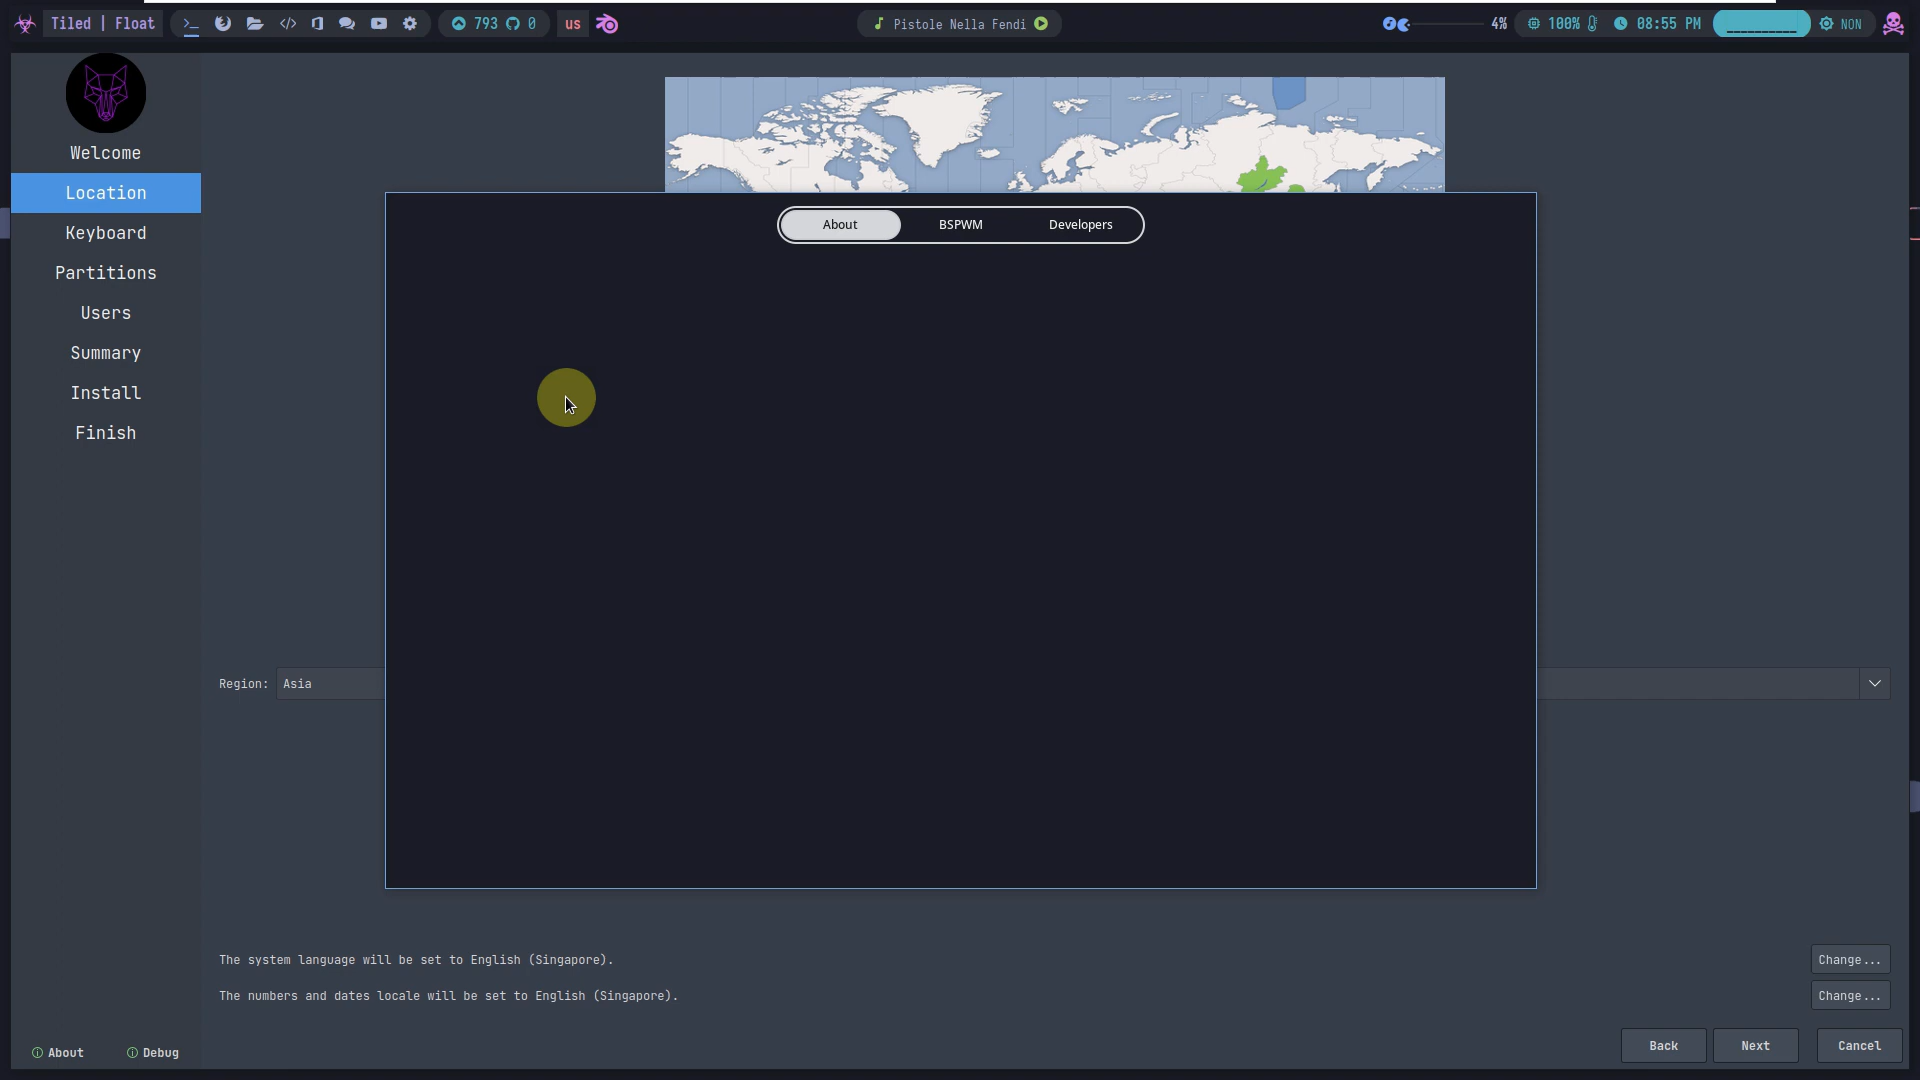 Tiled | Float
793
0
us
Pistole Nella Fendi
4%
100%
08:55 PM
NON
Welcome
Location
Keyboard
Partitions
Users
Summary
Install
Finish
About
BSPWM
Developers
Region:
Asia
The system language will be set to English (Singapore).
Change...
The numbers and dates locale will be set to English (Singapore).
Change...
About
Debug
Back
Next
Cancel